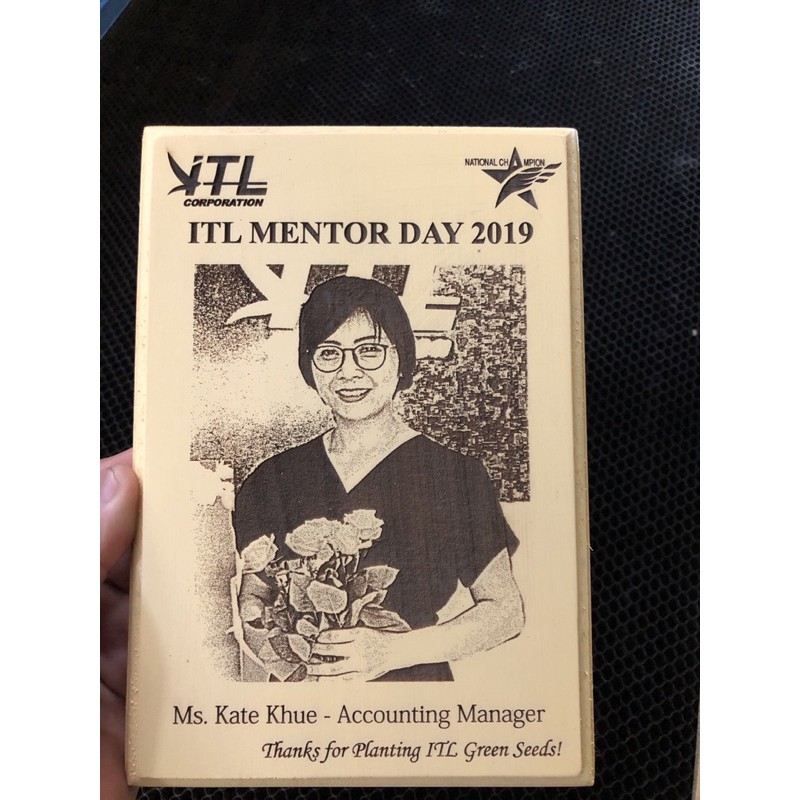 ITL
CORPORATION
NATIONAL CHAMPION
ITL MENTOR DAY 2019
Ms. Kate Khue - Accounting Manager
Thanks for Planting ITL Green Seeds!